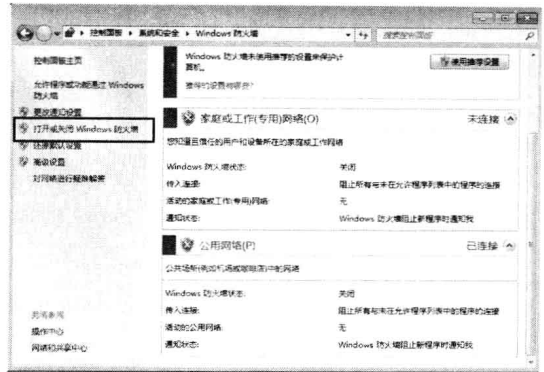 控制面板 ▸ 系统和安全 ▸ Windows 防火墙
搜索控制面板
控制面板主页
允许程序或功能通过 Windows
防火墙
更改通知设置
打开或关闭 Windows 防火墙
还原默认设置
高级设置
对网络进行疑难解答
另请参阅
操作中心
网络和共享中心
Windows 防火墙未使用推荐的设置来保护计
算机。
使用推荐设置
推荐的设置有哪些?
家庭或工作(专用)网络(O)
未连接
您知道且信任的用户和设备所在的家庭或工作网络
Windows 防火墙状态:
关闭
传入连接:
阻止所有与未在允许程序列表中的程序的连接
活动的家庭或工作(专用)网络:
无
通知状态:
Windows 防火墙阻止新程序时通知我
公用网络(P)
已连接
公共场所(例如机场或咖啡店)中的网络
Windows 防火墙状态:
关闭
传入连接:
阻止所有与未在允许程序列表中的程序的连接
活动的公用网络:
无
通知状态:
Windows 防火墙阻止新程序时通知我